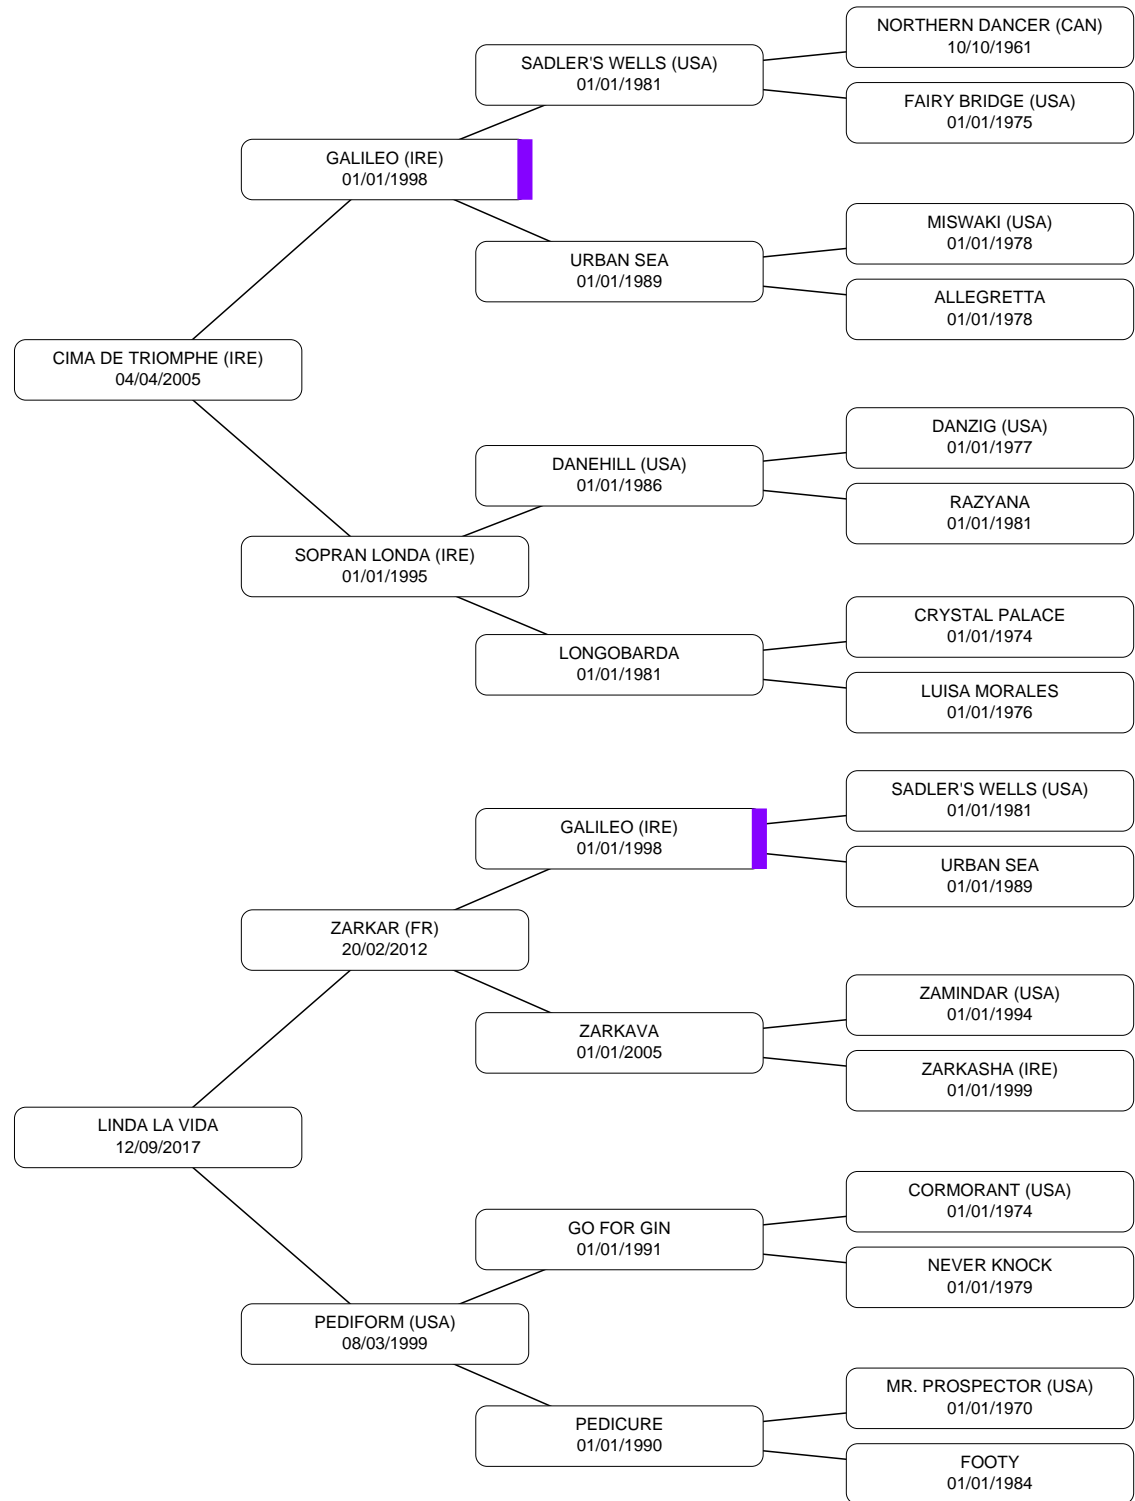 NORTHERN DANCER (CAN)
10/10/1961
SADLER'S WELLS (USA)
01/01/1981
FAIRY BRIDGE (USA)
01/01/1975
GALILEO (IRE)
01/01/1998
MISWAKI (USA)
01/01/1978
URBAN SEA
01/01/1989
ALLEGRETTA
01/01/1978
CIMA DE TRIOMPHE (IRE)
04/04/2005
DANZIG (USA)
01/01/1977
DANEHILL (USA)
01/01/1986
RAZYANA
01/01/1981
SOPRAN LONDA (IRE)
01/01/1995
CRYSTAL PALACE
01/01/1974
LONGOBARDA
01/01/1981
LUISA MORALES
01/01/1976
SADLER'S WELLS (USA)
01/01/1981
GALILEO (IRE)
01/01/1998
URBAN SEA
01/01/1989
ZARKAR (FR)
20/02/2012
ZAMINDAR (USA)
01/01/1994
ZARKAVA
01/01/2005
ZARKASHA (IRE)
01/01/1999
LINDA LA VIDA
12/09/2017
CORMORANT (USA)
01/01/1974
GO FOR GIN
01/01/1991
NEVER KNOCK
01/01/1979
PEDIFORM (USA)
08/03/1999
MR. PROSPECTOR (USA)
01/01/1970
PEDICURE
01/01/1990
FOOTY
01/01/1984